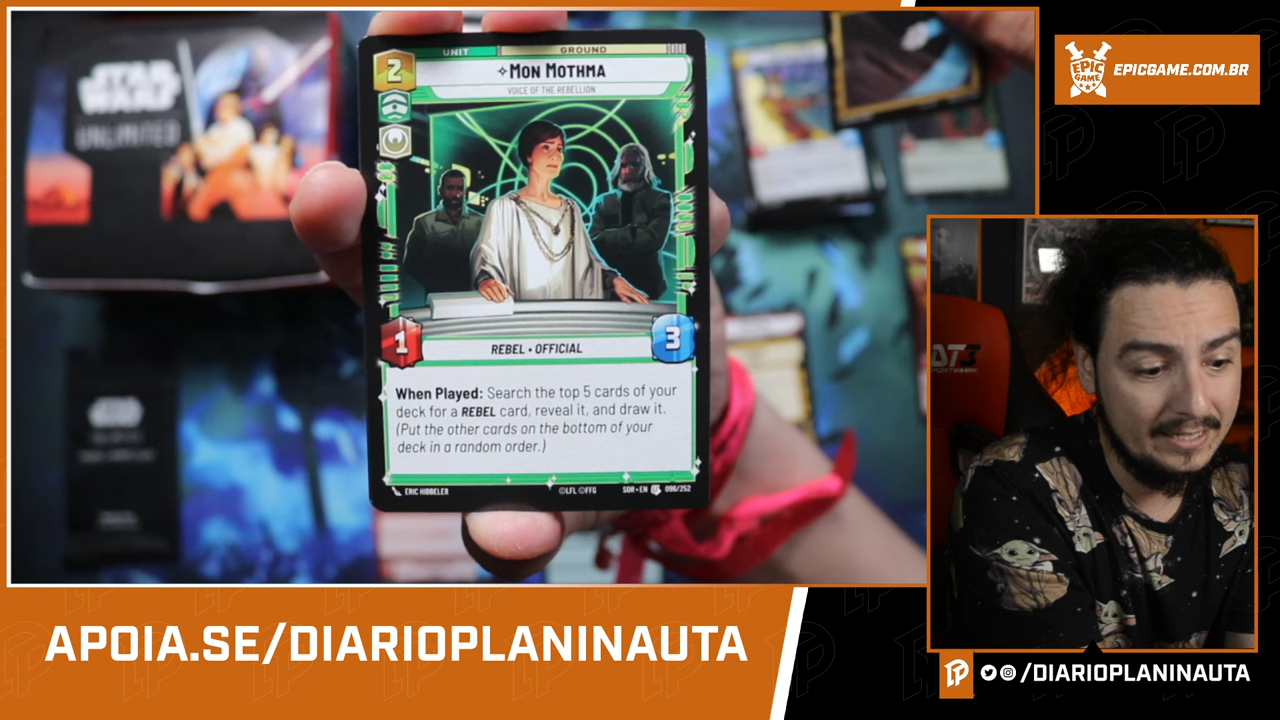 STAR
WARS
UNLIMITED
UNIT
GROUND
2
MON MOTHMA
VOICE OF THE REBELLION
1
REBEL • OFFICIAL
3
When Played: Search the top 5 cards of your
deck for a REBEL card, reveal it, and draw it.
(Put the other cards on the bottom of your
deck in a random order.)
ERIC HIBBELER
©LFL ©FFG
SOR • EN
098/252
EPIC
GAME
EPICGAME.COM.BR
APOIA.SE/DIARIOPLANINAUTA
/DIARIOPLANINAUTA